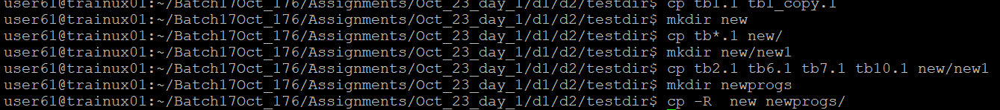 user61@trainux01:~/Batch17Oct_176/Assignments/Oct_23_day_1/d1/d2/testdir$ cp tb1.1 tb1_copy.1
user61@trainux01:~/Batch17Oct_176/Assignments/Oct_23_day_1/d1/d2/testdir$ mkdir new
user61@trainux01:~/Batch17Oct_176/Assignments/Oct_23_day_1/d1/d2/testdir$ cp tb*.1 new/
user61@trainux01:~/Batch17Oct_176/Assignments/Oct_23_day_1/d1/d2/testdir$ mkdir new/new1
user61@trainux01:~/Batch17Oct_176/Assignments/Oct_23_day_1/d1/d2/testdir$ cp tb2.1 tb6.1 tb7.1 tb10.1 new/new1
user61@trainux01:~/Batch17Oct_176/Assignments/Oct_23_day_1/d1/d2/testdir$ mkdir newprogs
user61@trainux01:~/Batch17Oct_176/Assignments/Oct_23_day_1/d1/d2/testdir$ cp -R  new newprogs/